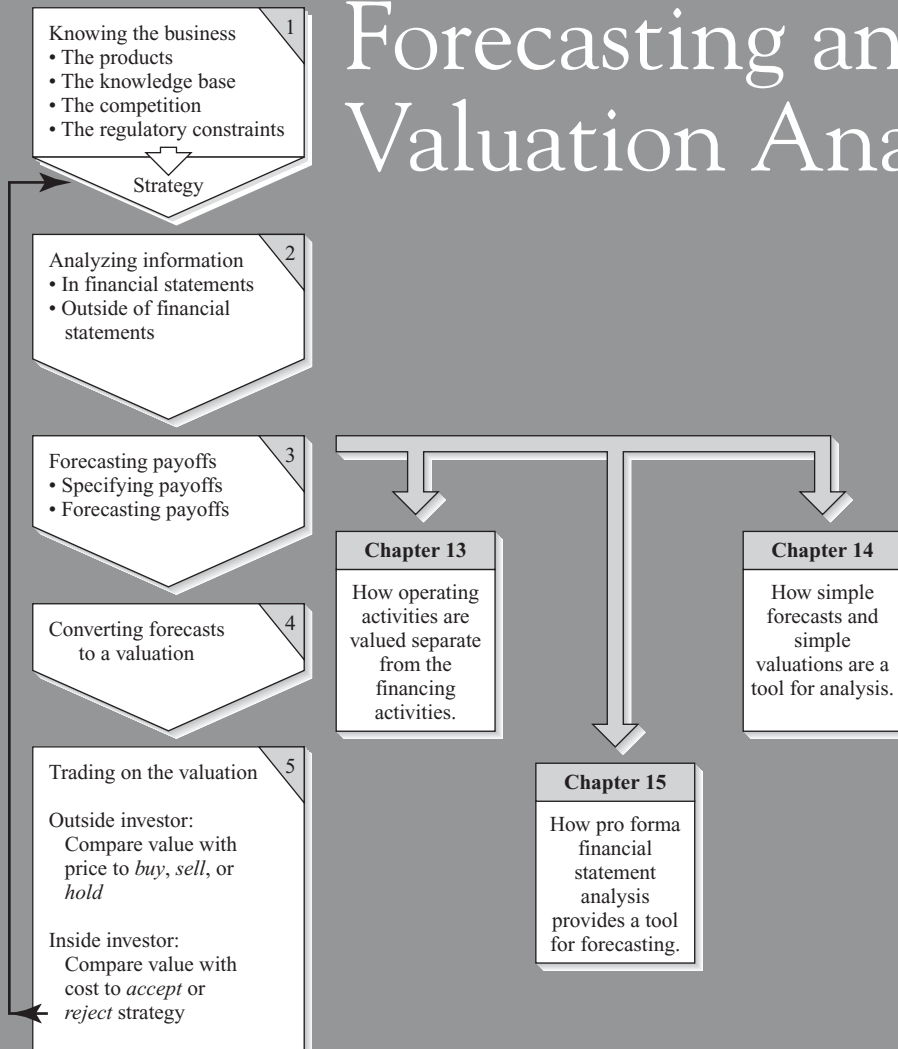 Forecasting an
Valuation Ana
1
Knowing the business
• The products
• The knowledge base
• The competition
• The regulatory constraints
Strategy
2
Analyzing information
• In financial statements
• Outside of financial
statements
3
Forecasting payoffs
• Specifying payoffs
• Forecasting payoffs
4
Converting forecasts
to a valuation
5
Trading on the valuation
Outside investor:
Compare value with
price to buy, sell, or
hold
Inside investor:
Compare value with
cost to accept or
reject strategy
Chapter 13
How operating
activities are
valued separate
from the
financing
activities.
Chapter 14
How simple
forecasts and
simple
valuations are a
tool for analysis.
Chapter 15
How pro forma
financial
statement
analysis
provides a tool
for forecasting.